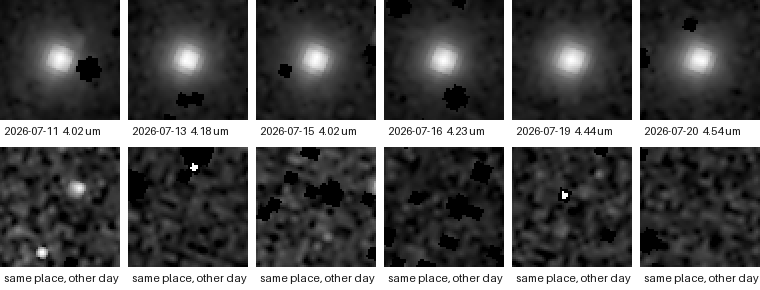 2026-07-11 4.02 um
2026-07-13 4.18 um
2026-07-15 4.02 um
2026-07-16 4.23 um
2026-07-19 4.44 um
2026-07-20 4.54 um
same place, other day
same place, other day
same place, other day
same place, other day
same place, other day
same place, other day